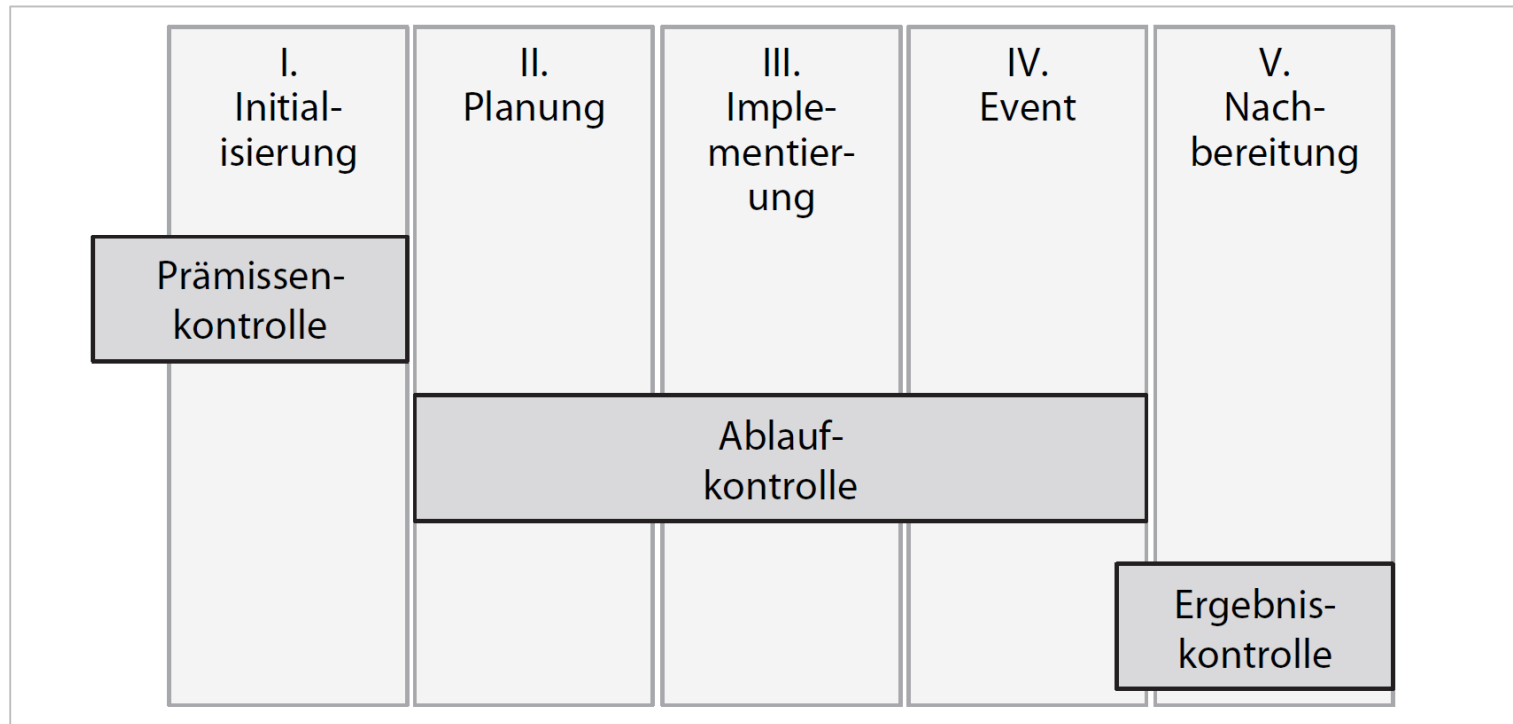 I.
Initial-
isierung
II.
Planung
III.
Imple-
mentier-
ung
IV.
Event
V.
Nach-
bereitung
Prämissen-
kontrolle
Ablauf-
kontrolle
Ergebnis-
kontrolle